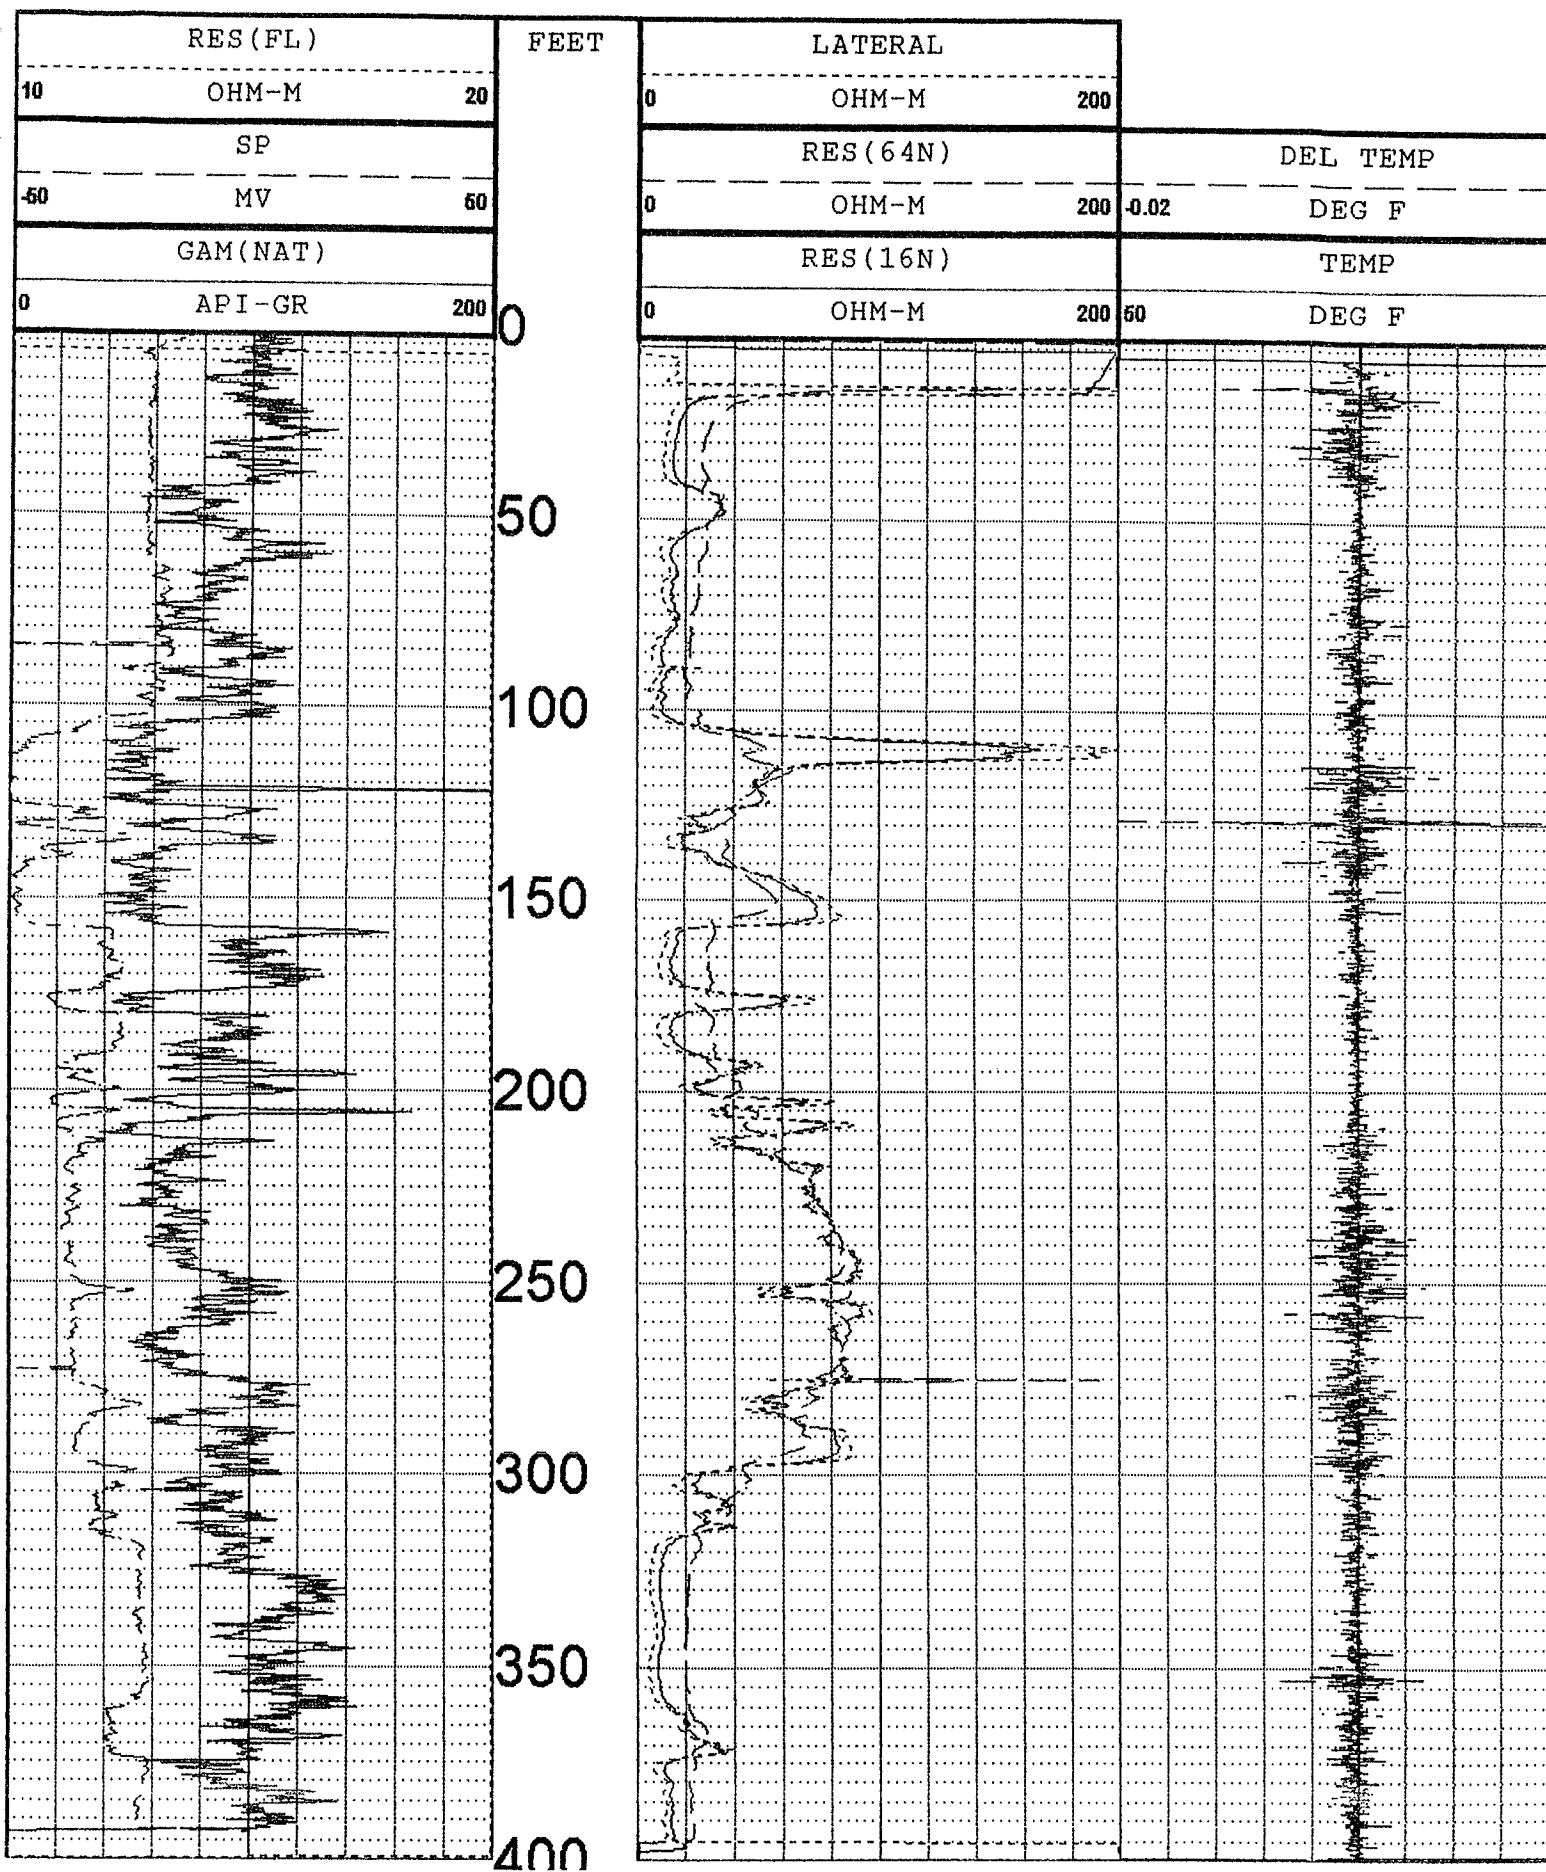 RES(FL)
10 OHM-M 20
SP
-50 MV 50
GAM(NAT)
0 API-GR 200
FEET
LATERAL
0 OHM-M 200
RES(64N)
0 OHM-M 200
RES(16N)
0 OHM-M 200
DEL TEMP
-0.02 DEG F
TEMP
50 DEG F
0
50
100
150
200
250
300
350
400